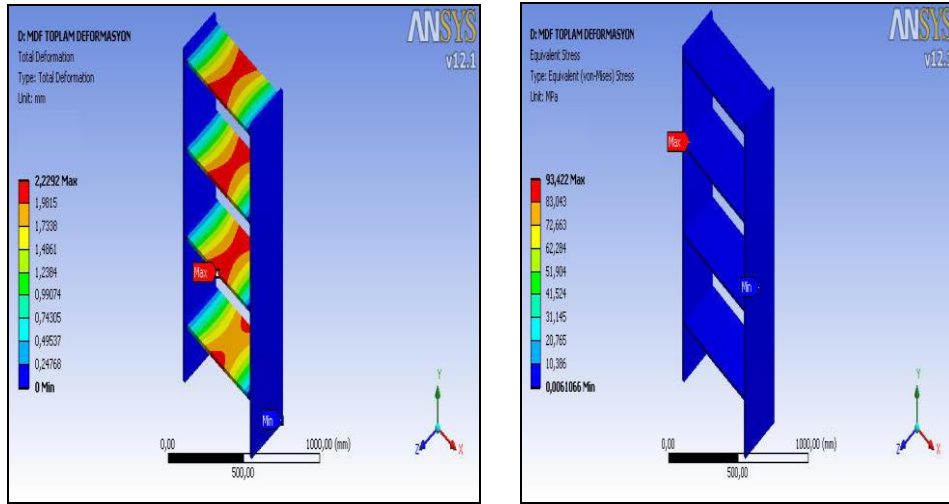 D: MDF TOPLAM DEFORMASYON
Total Deformation
Type: Total Deformation
Unit: mm
ANSYS
v12.1
2,2292 Max
1,9815
1,7338
1,4861
1,2384
0,99074
0,74305
0,49537
0,24768
0 Min
Max
Min
0,00
500,00
1000,00 (mm)
Y
Z
X
D: MDF TOPLAM DEFORMASYON
Equivalent Stress
Type: Equivalent (von-Mises) Stress
Unit: MPa
ANSYS
v12.1
93,422 Max
83,043
72,663
62,284
51,904
41,524
31,145
20,765
10,386
0,0061066 Min
Max
Min
0,00
500,00
1000,00 (mm)
Y
Z
X